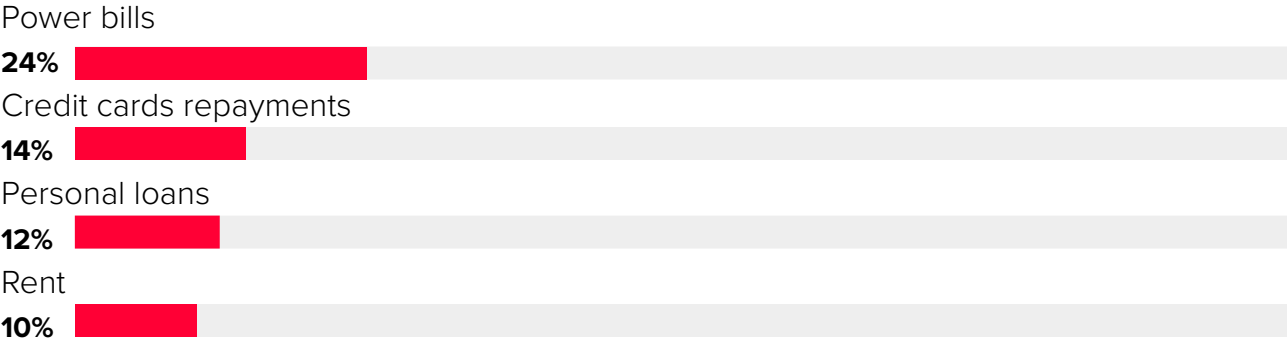 Power bills
24%
Credit cards repayments
14%
Personal loans
12%
Rent
10%